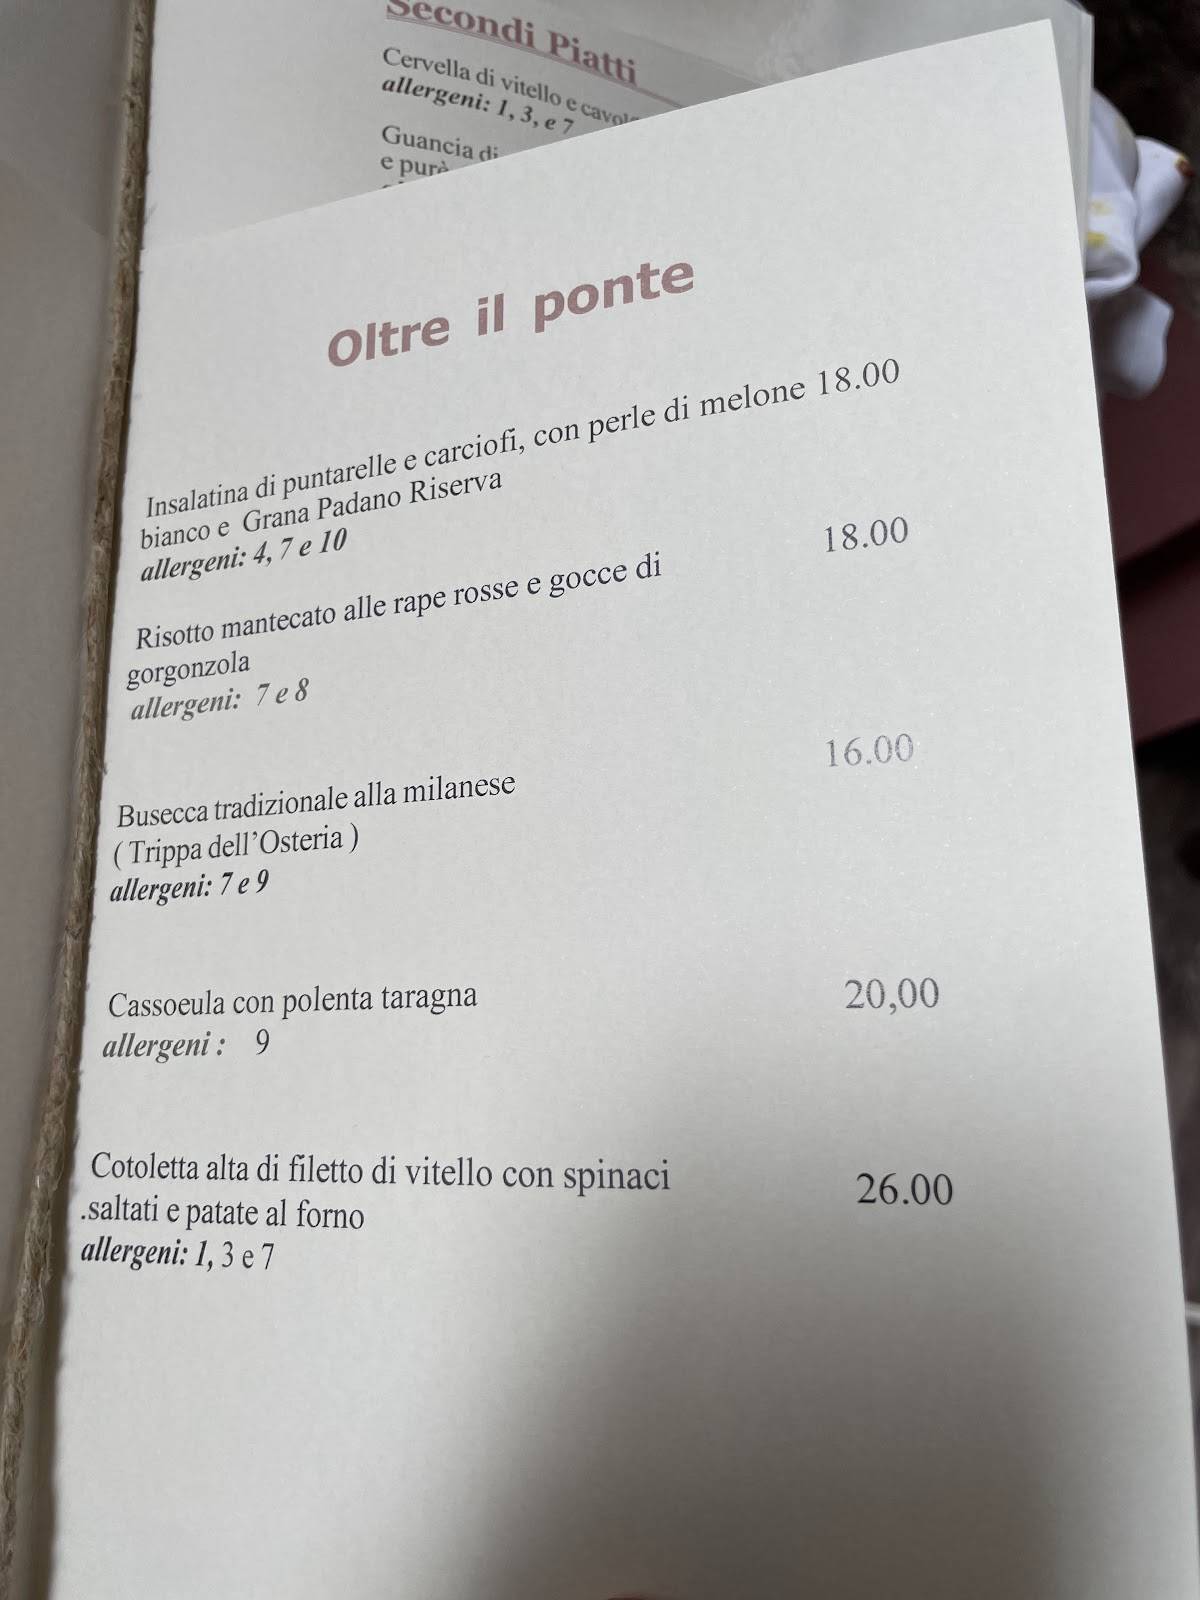 Secondi Piatti
Cervella di vitello e
allergeni: 1, 3, e 7
Guancia di
e purè
Oltre il ponte
Insalatina di puntarelle e carciofi, con perle di melone 18.00
bianco e Grana Padano Riserva
allergeni: 4, 7 e 10
Risotto mantecato alle rape rosse e gocce di 18.00
gorgonzola
allergeni: 7 e 8
Busecca tradizionale alla milanese 16.00
( Trippa dell'Osteria )
allergeni: 7 e 9
Cassoeula con polenta taragna 20,00
allergeni : 9
Cotoletta alta di filetto di vitello con spinaci 26.00
.saltati e patate al forno
allergeni: 1, 3 e 7